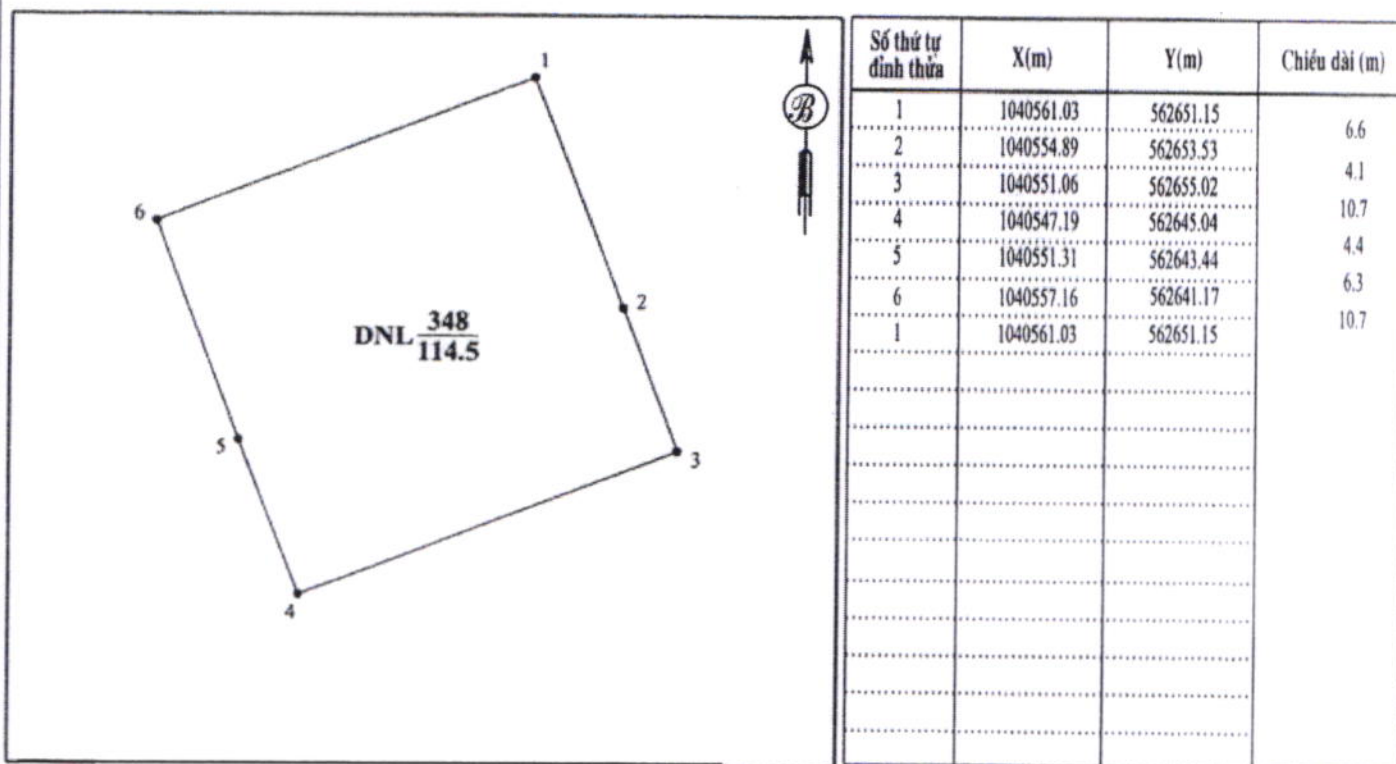 1
B
6
2
DNL 348
114.5
5
3
4
Số thứ tự đỉnh thửa X(m) Y(m) Chiều dài (m)
1 1040561.03 562651.15
6.6
2 1040554.89 562653.53
4.1
3 1040551.06 562655.02
10.7
4 1040547.19 562645.04
4.4
5 1040551.31 562643.44
6.3
6 1040557.16 562641.17
10.7
1 1040561.03 562651.15